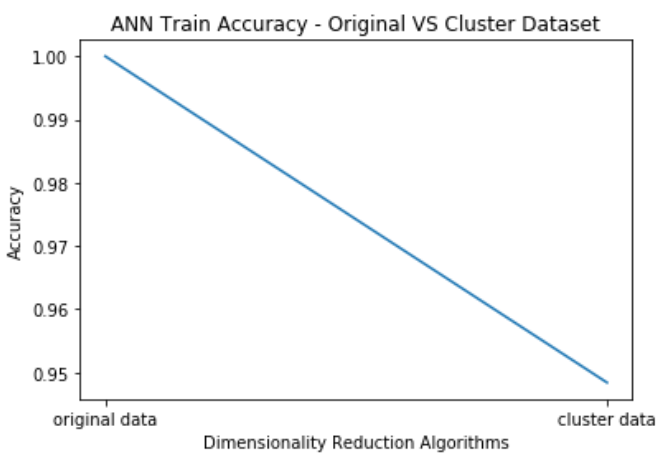 ANN Train Accuracy - Original VS Cluster Dataset
1.00
0.99
0.98
0.97
0.96
0.95
Accuracy
original data
cluster data
Dimensionality Reduction Algorithms